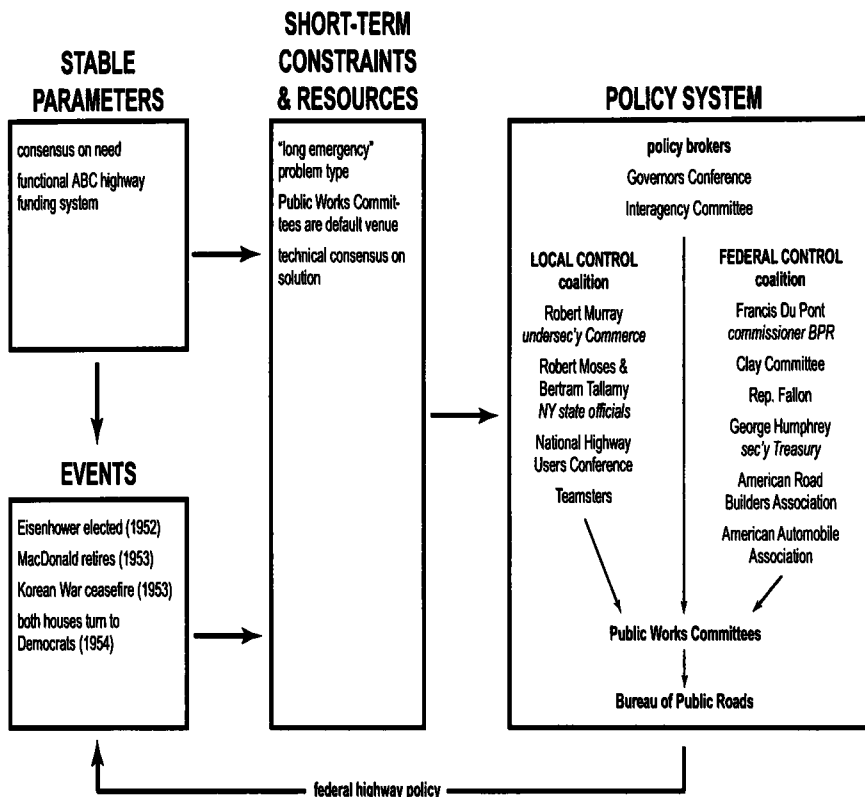 STABLE
PARAMETERS
consensus on need
functional ABC highway
funding system
EVENTS
Eisenhower elected (1952)
MacDonald retires (1953)
Korean War ceasefire (1953)
both houses turn to
Democrats (1954)
SHORT-TERM
CONSTRAINTS
& RESOURCES
"long emergency"
problem type
Public Works Commit-
tees are default venue
technical consensus on
solution
POLICY SYSTEM
policy brokers
Governors Conference
Interagency Committee
LOCAL CONTROL
coalition
Robert Murray
undersec'y Commerce
Robert Moses &
Bertram Tallamy
NY state officials
National Highway
Users Conference
Teamsters
FEDERAL CONTROL
coalition
Francis Du Pont
commissioner BPR
Clay Committee
Rep. Fallon
George Humphrey
sec'y Treasury
American Road
Builders Association
American Automobile
Association
Public Works Committees
Bureau of Public Roads
federal highway policy